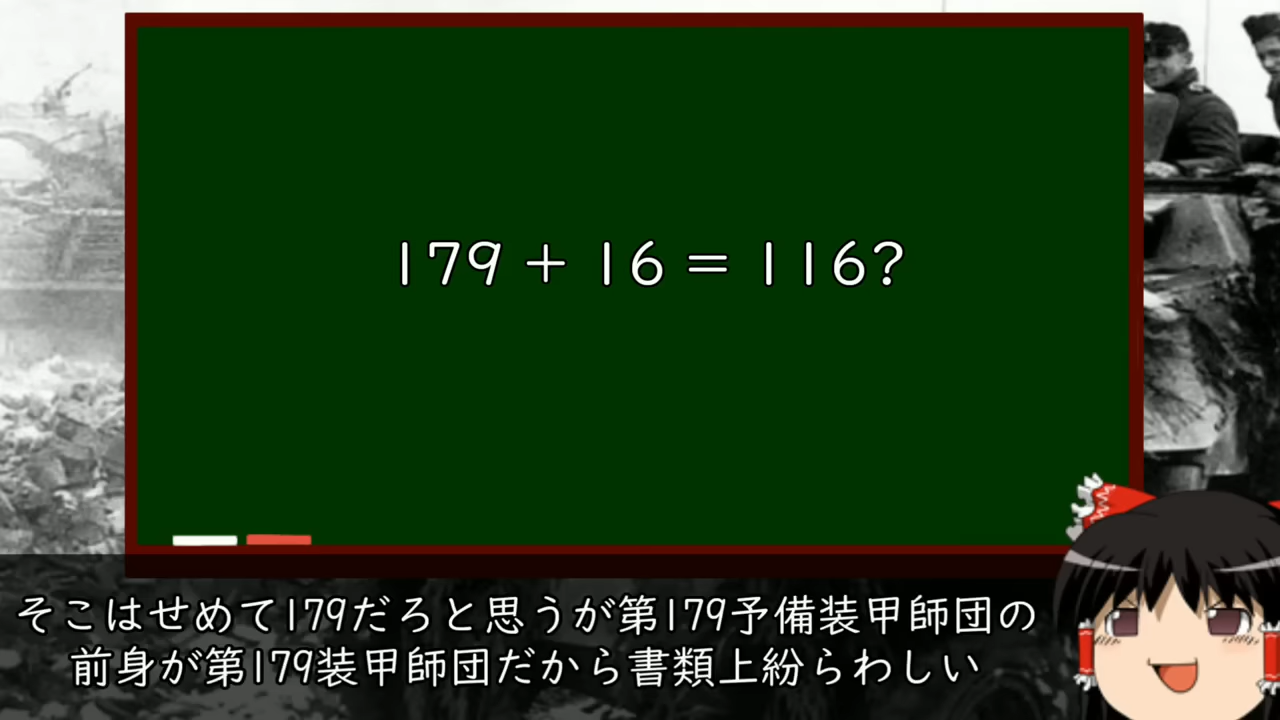 179 + 16 = 116?
そこはせめて179だろと思うが第179予備装甲師団の
前身が第179装甲師団だから書類上紛らわしい